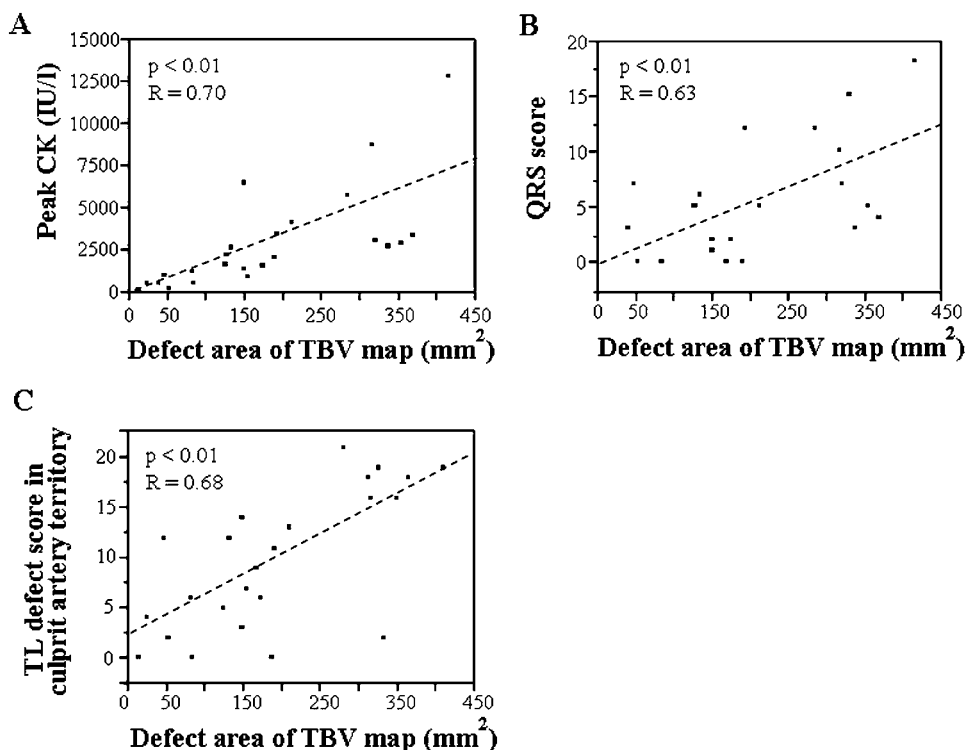 A
Peak CK (IU/l)
15000
12500
10000
7500
5000
2500
0
p < 0.01
R = 0.70
0 50 150 250 350 450
Defect area of TBV map (mm²)
B
QRS score
20
15
10
5
0
p < 0.01
R = 0.63
0 50 150 250 350 450
Defect area of TBV map (mm²)
C
TL defect score in
culprit artery territory
20
15
10
5
0
p < 0.01
R = 0.68
0 50 150 250 350 450
Defect area of TBV map (mm²)